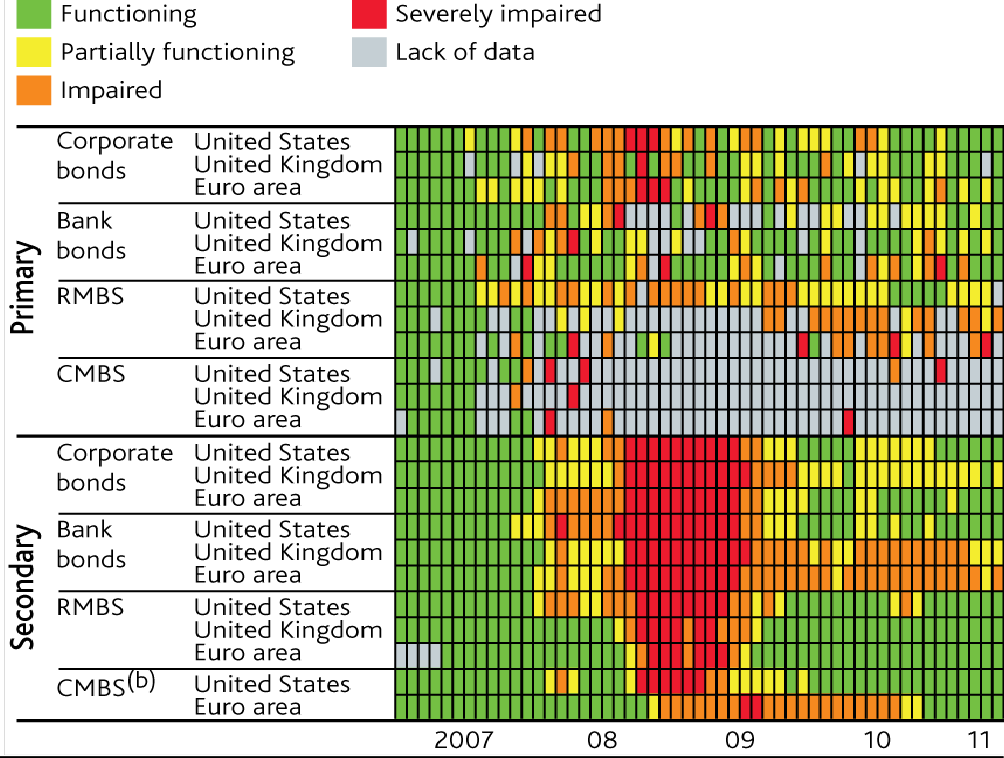 Functioning
Severely impaired
Partially functioning
Lack of data
Impaired
Primary
Corporate bonds
United States
United Kingdom
Euro area
Bank bonds
United States
United Kingdom
Euro area
RMBS
United States
United Kingdom
Euro area
CMBS
United States
United Kingdom
Euro area
Secondary
Corporate bonds
United States
United Kingdom
Euro area
Bank bonds
United States
United Kingdom
Euro area
RMBS
United States
United Kingdom
Euro area
CMBS(b)
United States
Euro area
2007 08 09 10 11